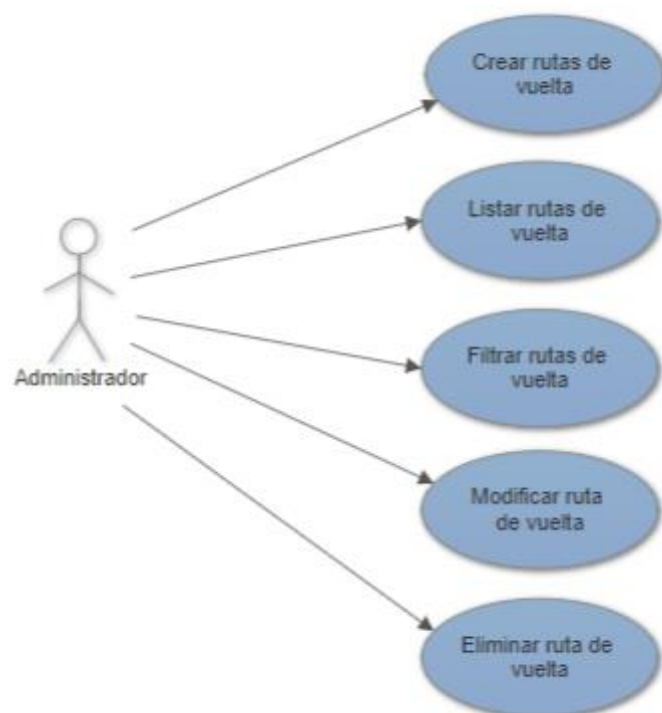 Crear rutas de
vuelta
Listar rutas de
vuelta
Administrador
Filtrar rutas de
vuelta
Modificar ruta
de vuelta
Eliminar ruta de
vuelta